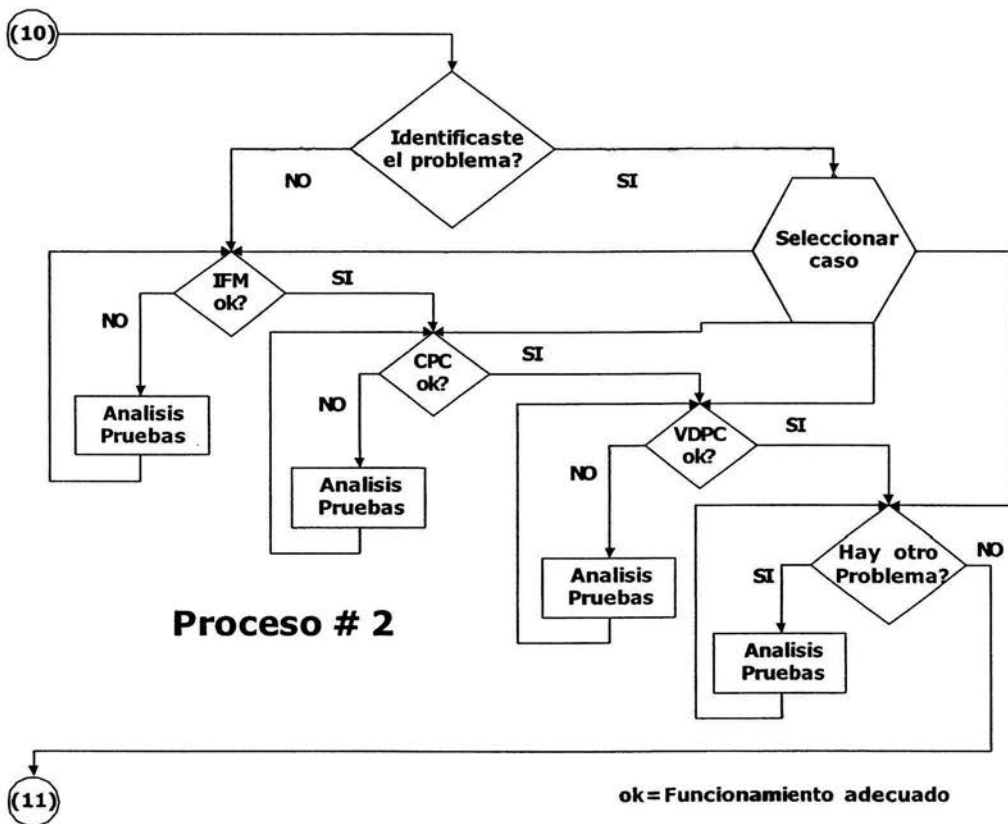 (10)
Identificaste
el problema?
NO
SI
Seleccionar
caso
IFM
ok?
SI
NO
CPC
ok?
SI
NO
Analisis
Pruebas
VDPC
ok?
SI
NO
Analisis
Pruebas
Hay otro
Problema?
NO
SI
Analisis
Pruebas
Proceso # 2
Analisis
Pruebas
(11)
ok=Funcionamiento adecuado